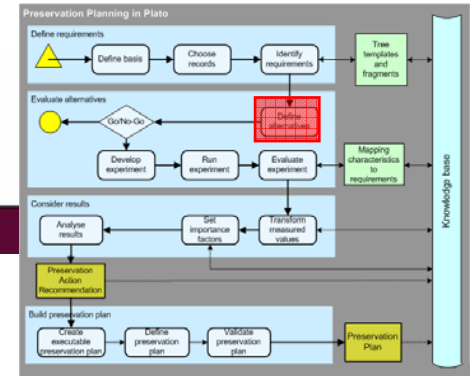 Preservation Planning in Plato
Define requirements
Define basis
Choose
records
Identify
requirements
Tree
templates
and
fragments
Evaluate alternatives
Go/No-Go
Define
alternatives
Develop
experiment
Run
experiment
Evaluate
experiment
Mapping
characteristics
to
requirements
Knowledge base
Consider results
Analyse
results
Set
importance
factors
Transform
measured
values
Preservation
Action
Recommendation
Build preservation plan
Create
executable
preservation plan
Define
preservation
plan
Validate
preservation
plan
Preservation
Plan